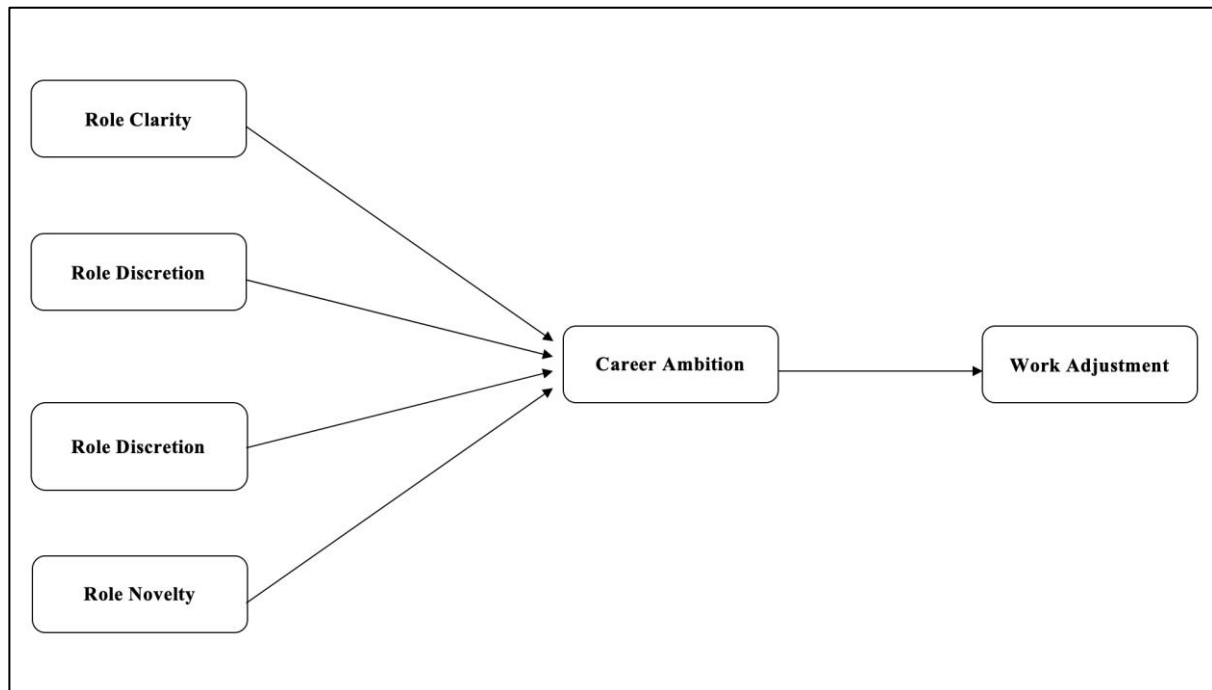 Role Clarity
Role Discretion
Role Discretion
Role Novelty
Career Ambition
Work Adjustment